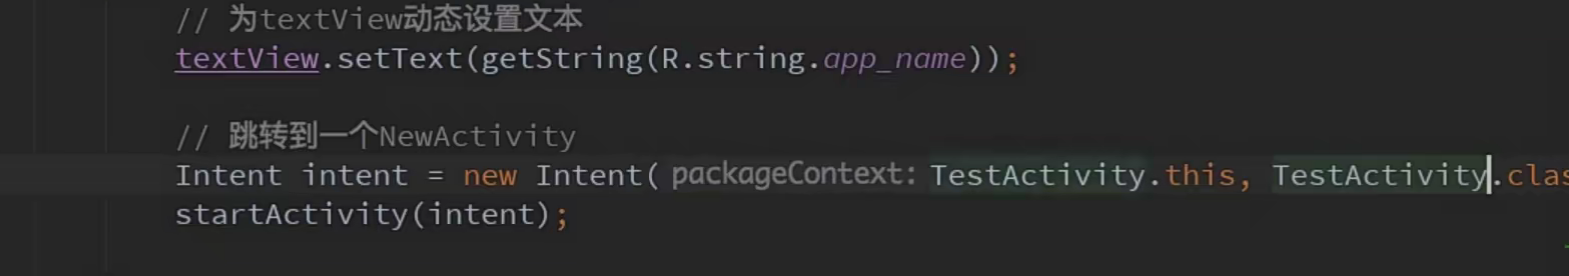 // 为textView动态设置文本
textView.setText(getString(R.string.app_name));
// 跳转到一个NewActivity
Intent intent = new Intent( packageContext: TestActivity.this, TestActivity.clas
startActivity(intent);